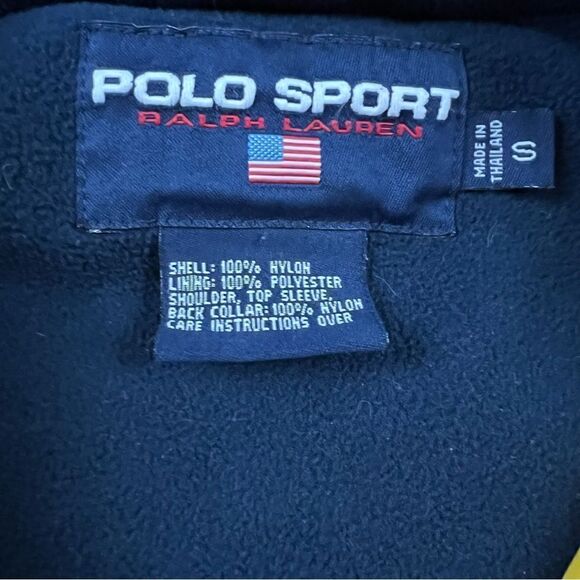 POLO SPORT
RALPH LAUREN
MADE IN
THAILAND
S
SHELL: 100% NYLON
LINING: 100% POLYESTER
SHOULDER, TOP SLEEVE,
BACK COLLAR: 100% NYLON
CARE INSTRUCTIONS OVER